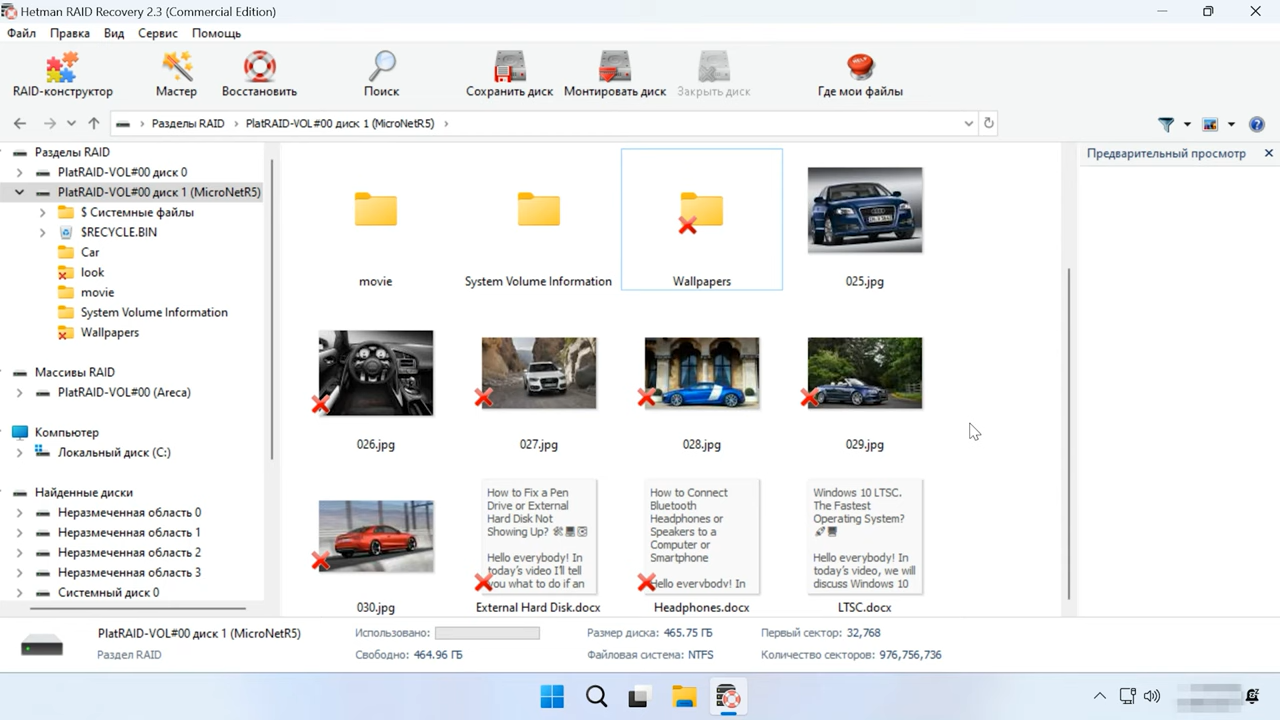 Hetman RAID Recovery 2.3 (Commercial Edition)
Файл Правка Вид Сервис Помощь
RAID-конструктор Мастер Восстановить Поиск Сохранить диск Монтировать диск Закрыть диск Где мои файлы
Разделы RAID > PlatRAID-VOL#00 диск 1 (MicroNetR5) >
Разделы RAID
PlatRAID-VOL#00 диск 0
PlatRAID-VOL#00 диск 1 (MicroNetR5)
$ Системные файлы
$RECYCLE.BIN
Car
look
movie
System Volume Information
Wallpapers
Массивы RAID
PlatRAID-VOL#00 (Areca)
Компьютер
Локальный диск (C:)
Найденные диски
Неразмеченная область 0
Неразмеченная область 1
Неразмеченная область 2
Неразмеченная область 3
Системный диск 0
movie System Volume Information Wallpapers 025.jpg
026.jpg 027.jpg 028.jpg 029.jpg
How to Fix a Pen
Drive or External
Hard Disk Not
Showing Up?
Hello everybody! In
today's video I'll tell
you what to do if an
How to Connect
Bluetooth
Headphones or
Speakers to a
Computer or
Smartphone
Hello everybody! In
Windows 10 LTSC.
The Fastest
Operating System?
Hello everybody! In
today's video, we will
discuss Windows 10
030.jpg External Hard Disk.docx Headphones.docx LTSC.docx
Предварительный просмотр
PlatRAID-VOL#00 диск 1 (MicroNetR5)
Раздел RAID
Использовано:
Свободно: 464.96 ГБ
Размер диска: 465.75 ГБ
Файловая система: NTFS
Первый сектор: 32,768
Количество секторов: 976,756,736